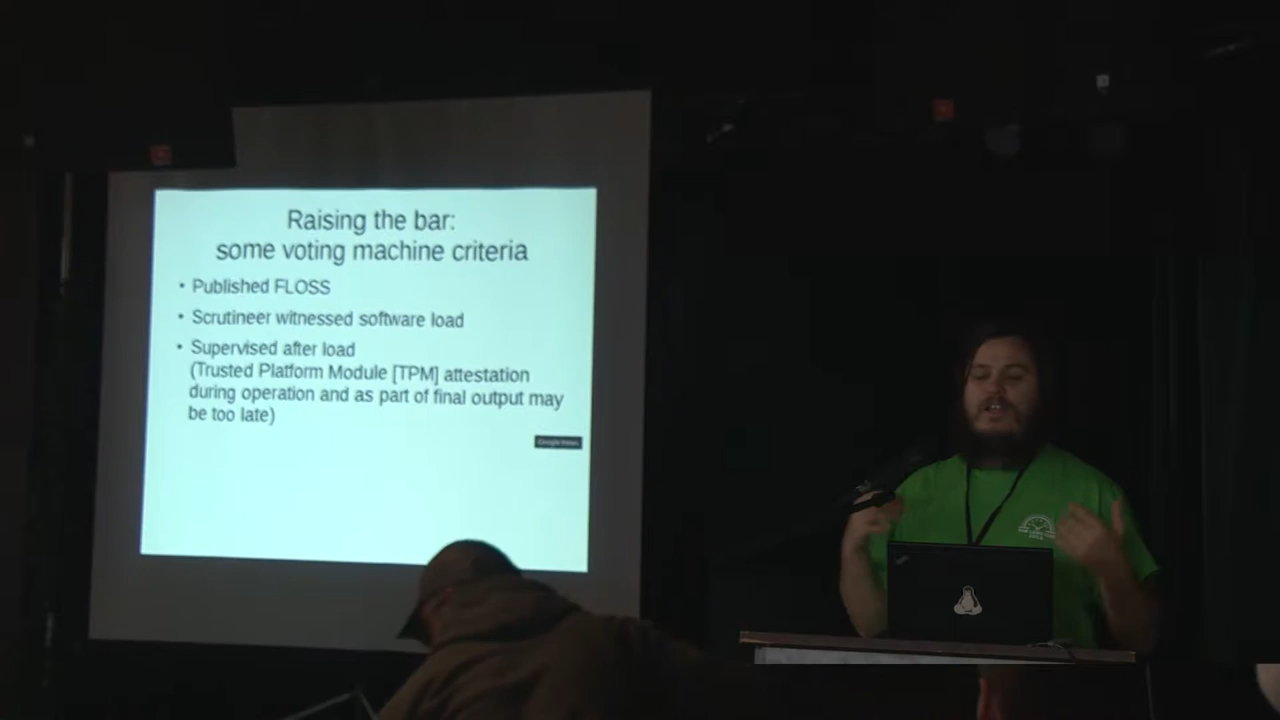 Raising the bar:
some voting machine criteria
• Published FLOSS
• Scrutineer witnessed software load
• Supervised after load
(Trusted Platform Module [TPM] attestation
during operation and as part of final output may
be too late)